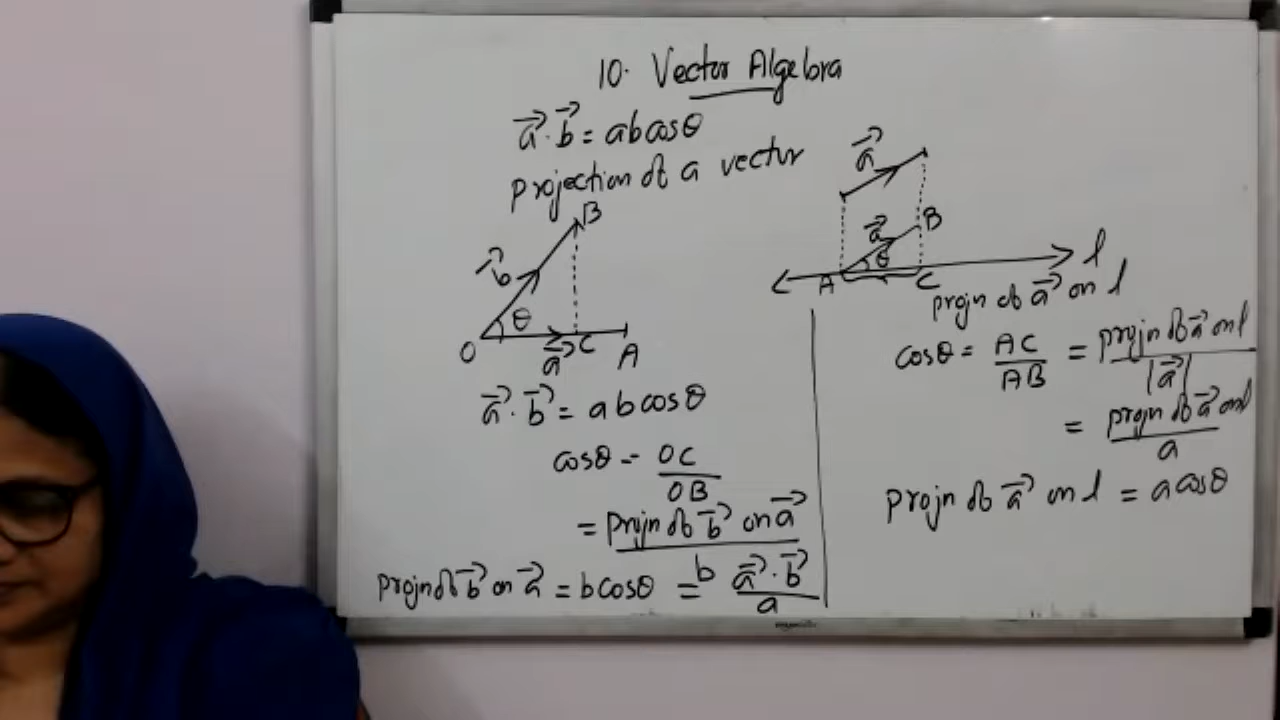 10. Vector Algebra
a⃗ · b⃗ = ab cosθ
projection of a vector
B
b⃗
θ
O a⃗ C A
a⃗ · b⃗ = ab cosθ
cosθ = OC / OB
= projn of b⃗ on a⃗ / b
projn of b⃗ on a⃗ = b cosθ = a⃗ · b⃗ / a
a⃗
a⃗ B
θ
A C l
projn of a⃗ on l
cosθ = AC / AB = projn of a⃗ on l / |a⃗|
= projn of a⃗ on l / a
projn of a⃗ on l = a cosθ